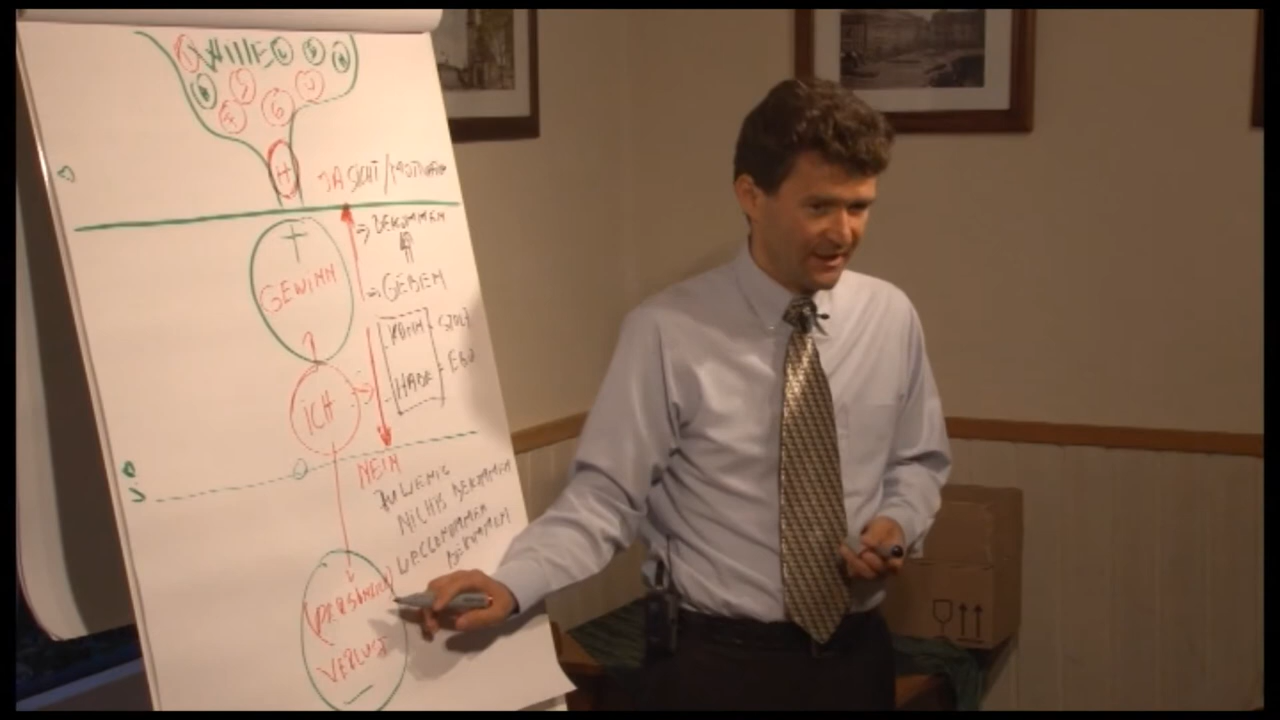 WILLE
H
JA SICHT / MOTIVATION
BEKOMMEN
GEWINN
GEBEN
KANN STOLZ
HABE EGO
ICH
NEIN
ZU WENIG
NICHTS BEKOMMEN
WEGGENOMMEN
BEKOMMEN
VERLUST